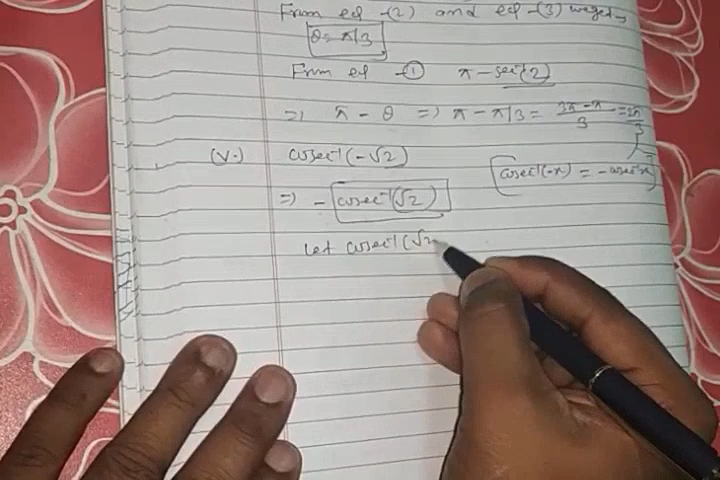 From eq -(2) and eq -(3) we get,
θ = π/3
From eq -① π - sec⁻¹(2)
=> π - θ => π - π/3 = 3π-π/3 = 2π/3
(v.) cosec⁻¹(-√2)
cosec⁻¹(-x) = -cosec⁻¹x
=> - cosec⁻¹(√2)
Let cosec⁻¹(√2